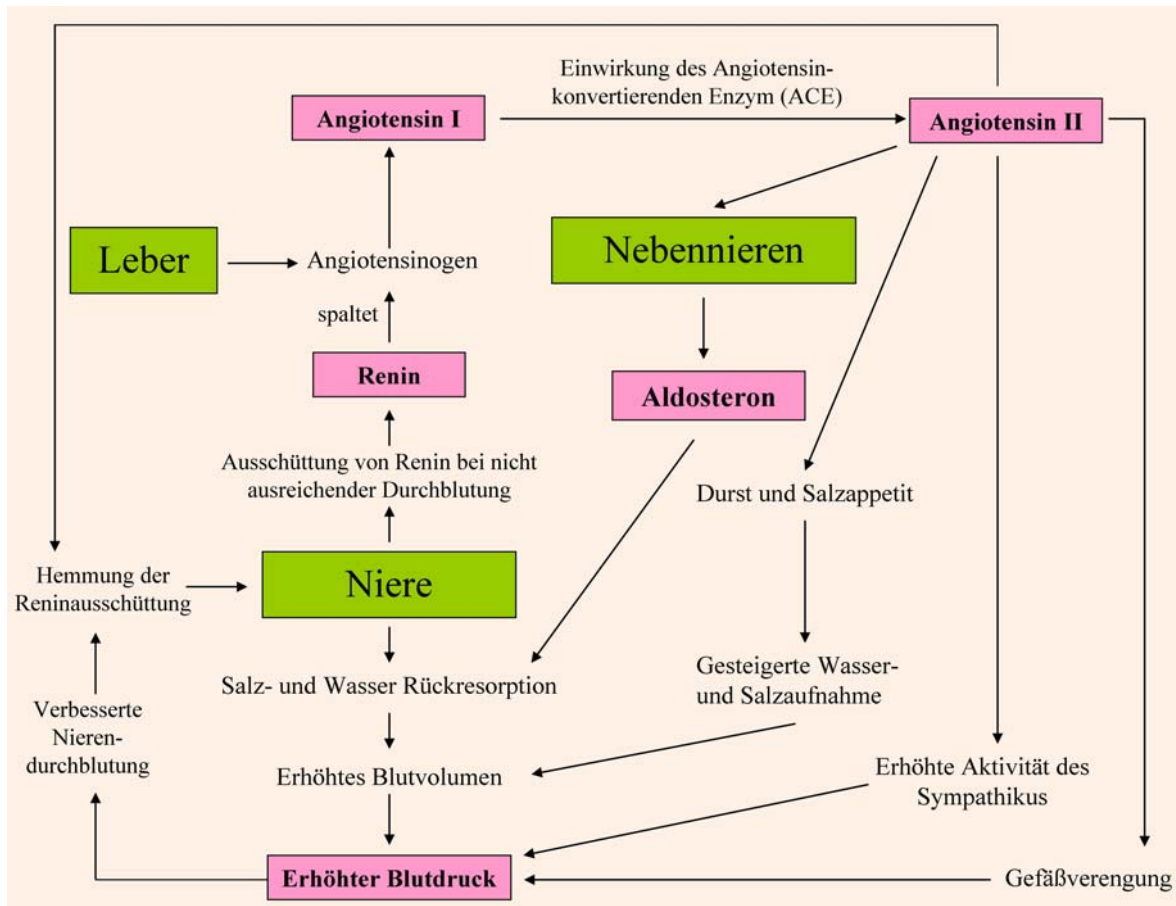 Einwirkung des Angiotensin-
konvertierenden Enzym (ACE)
Angiotensin I
Angiotensin II
Leber
Angiotensinogen
Nebennieren
spaltet
Renin
Aldosteron
Ausschüttung von Renin bei nicht
ausreichender Durchblutung
Durst und Salzappetit
Hemmung der
Reninausschüttung
Niere
Salz- und Wasser Rückresorption
Gesteigerte Wasser-
und Salzaufnahme
Verbesserte
Nieren-
durchblutung
Erhöhtes Blutvolumen
Erhöhte Aktivität des
Sympathikus
Erhöhter Blutdruck
Gefäßverengung